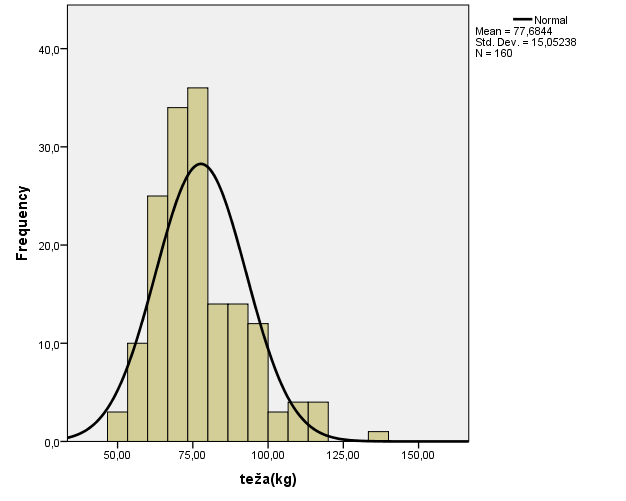 Normal
Mean = 77,6844
Std. Dev. = 15,05238
N = 160
40,0
30,0
20,0
10,0
0,0
Frequency
50,00
75,00
100,00
125,00
150,00
teža(kg)